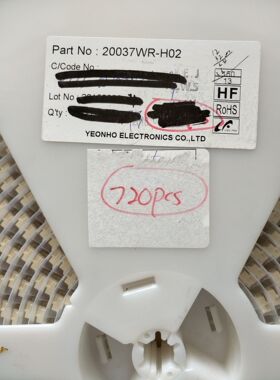 Part No : 20037WR-H02
C/Code No :
Lot No :
13
HF
Q'ty :
RoHS
YEONHO ELECTRONICS CO.,LTD
720pcs